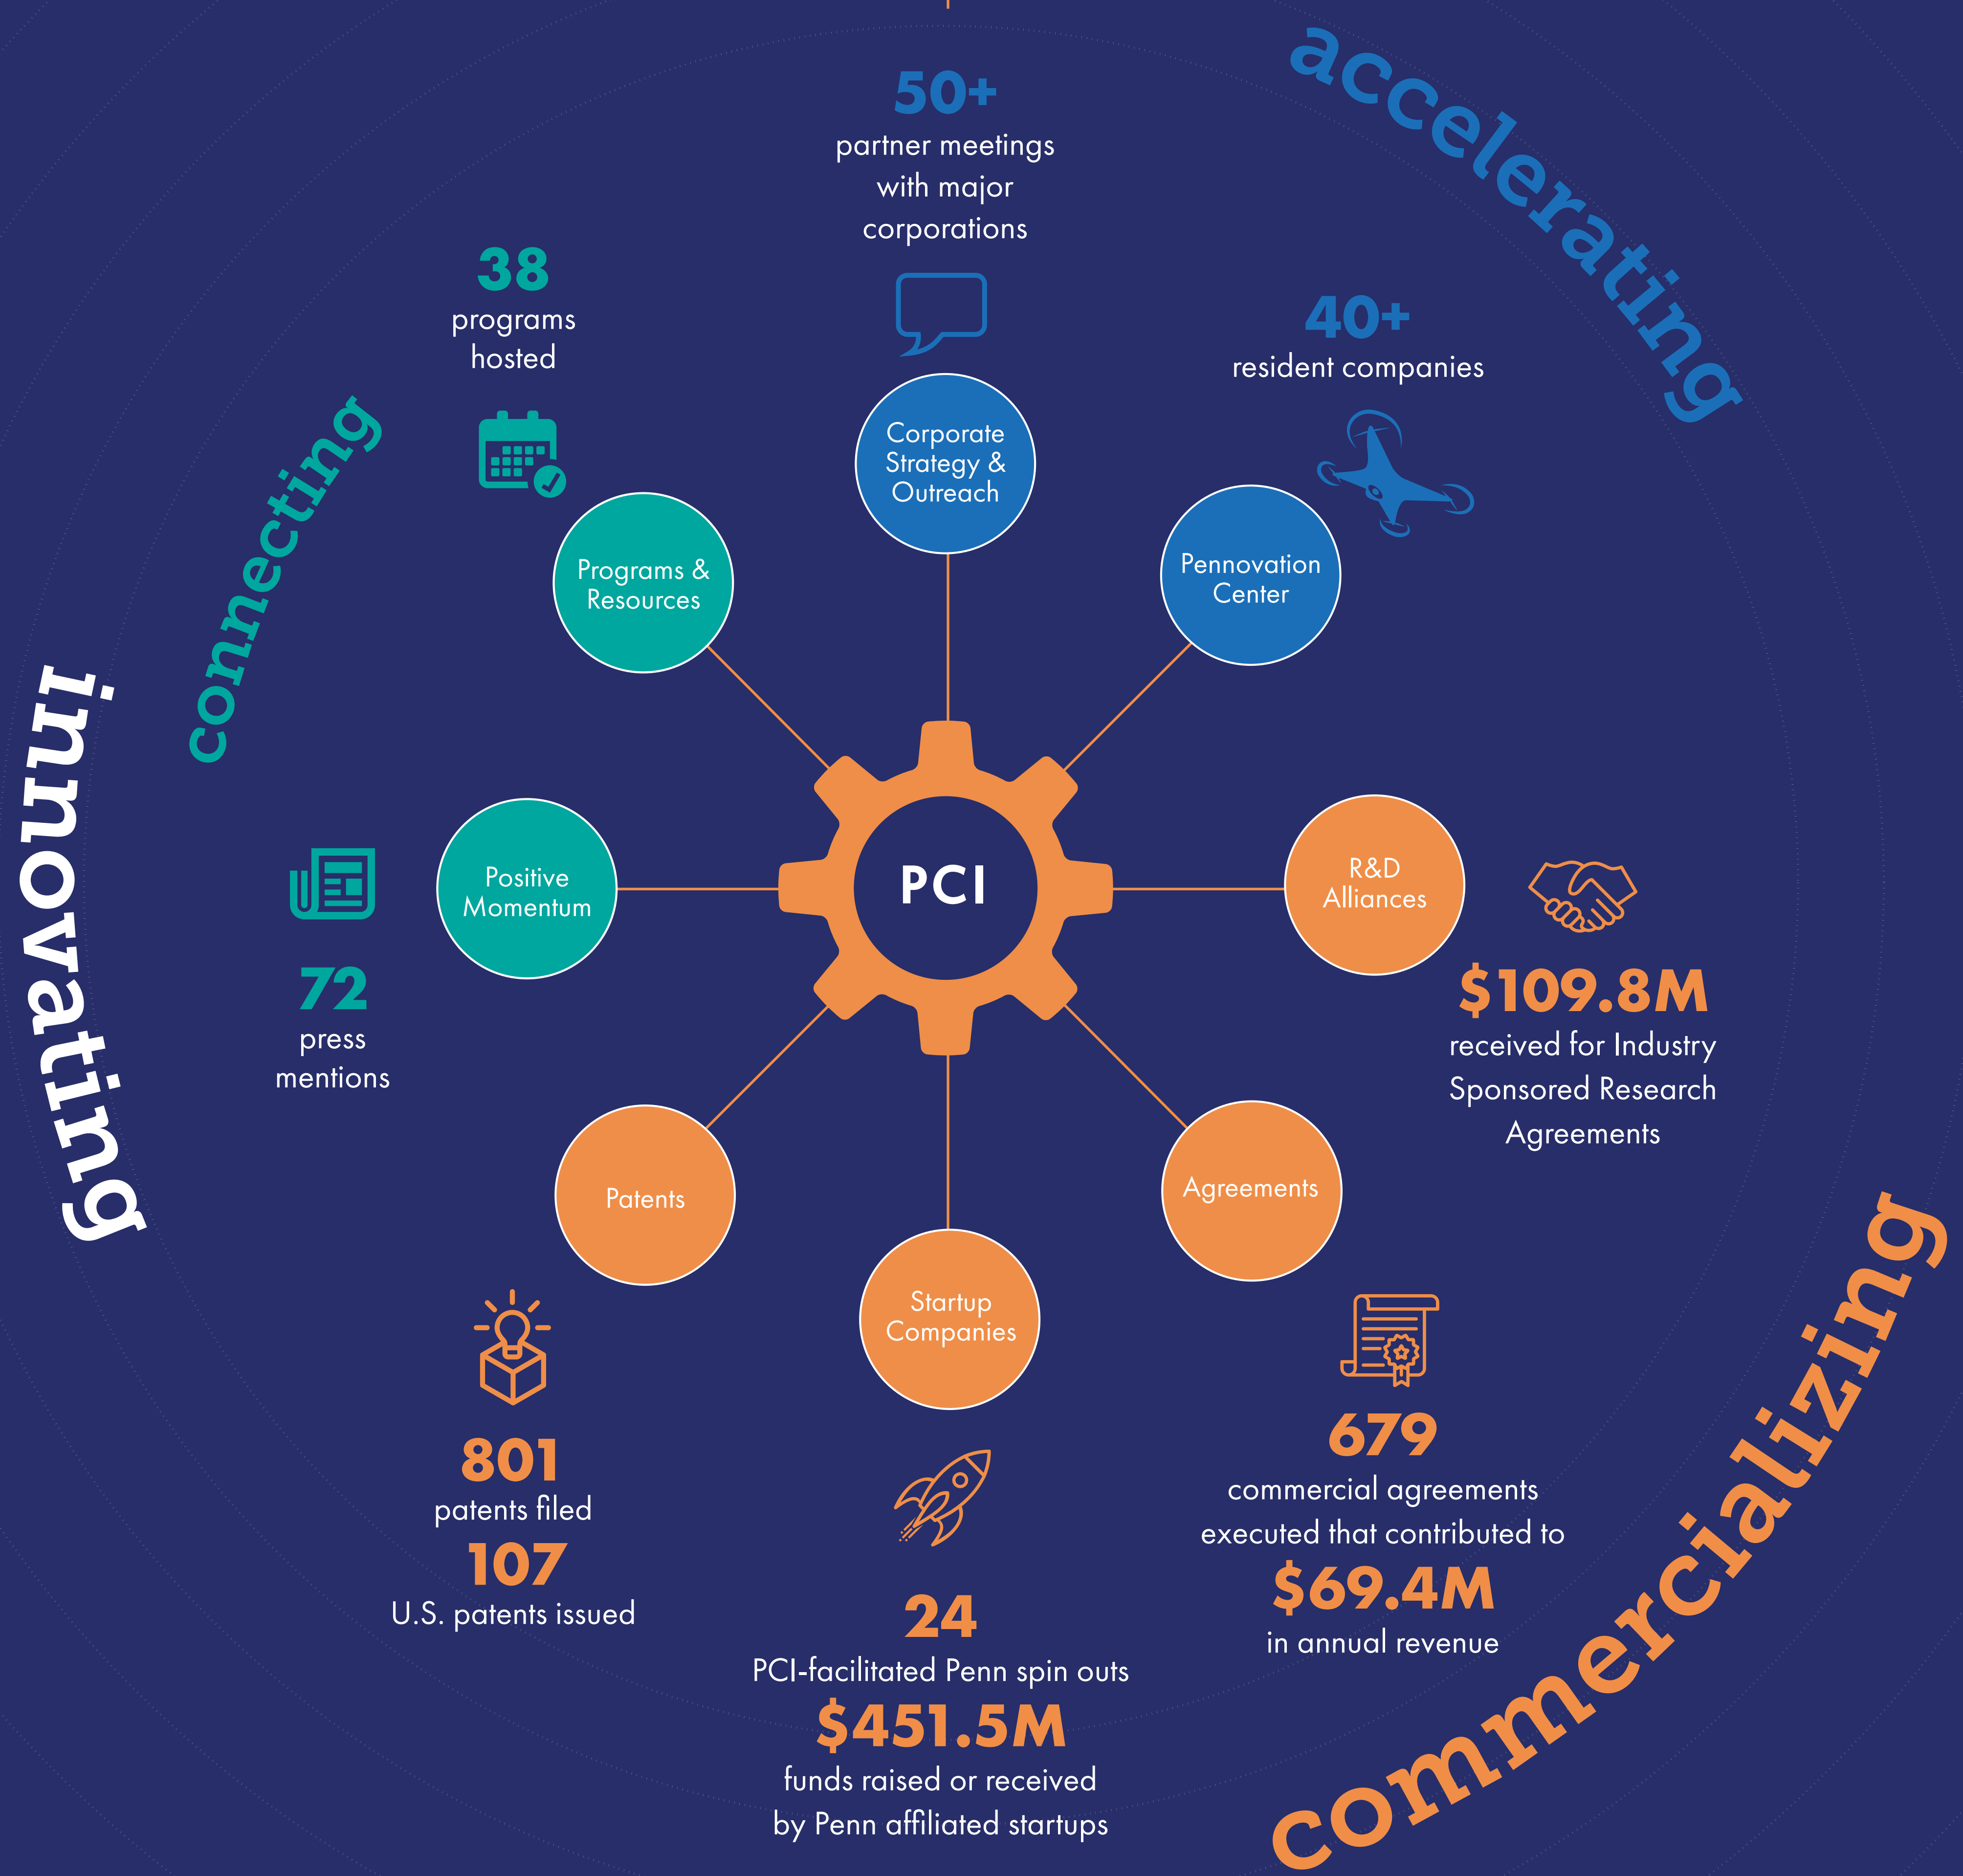 accelerating
50+
partner meetings
with major
corporations
38
programs
hosted
40+
resident companies
connecting
Corporate
Strategy &
Outreach
Programs &
Resources
Pennovation
Center
innovating
PCI
Positive
Momentum
R&D
Alliances
72
press
mentions
$109.8M
received for Industry
Sponsored Research
Agreements
Patents
Agreements
Startup
Companies
commercializing
801
patents filed
107
U.S. patents issued
24
PCI-facilitated Penn spin outs
$451.5M
funds raised or received
by Penn affiliated startups
679
commercial agreements
executed that contributed to
$69.4M
in annual revenue